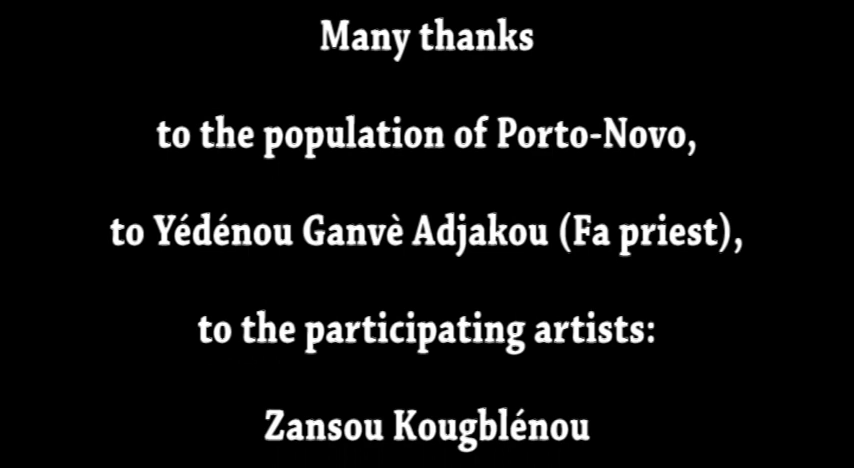 Many thanks
to the population of Porto-Novo,
to Yédénou Ganvè Adjakou (Fa priest),
to the participating artists:
Zansou Kougblénou